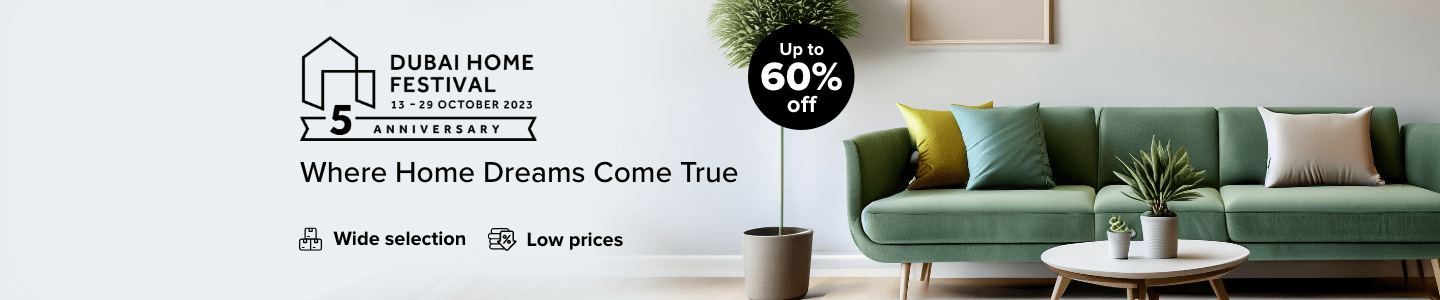 DUBAI HOME
FESTIVAL
13 - 29 OCTOBER 2023
5 ANNIVERSARY
Where Home Dreams Come True
Wide selection
Low prices
Up to
60%
off